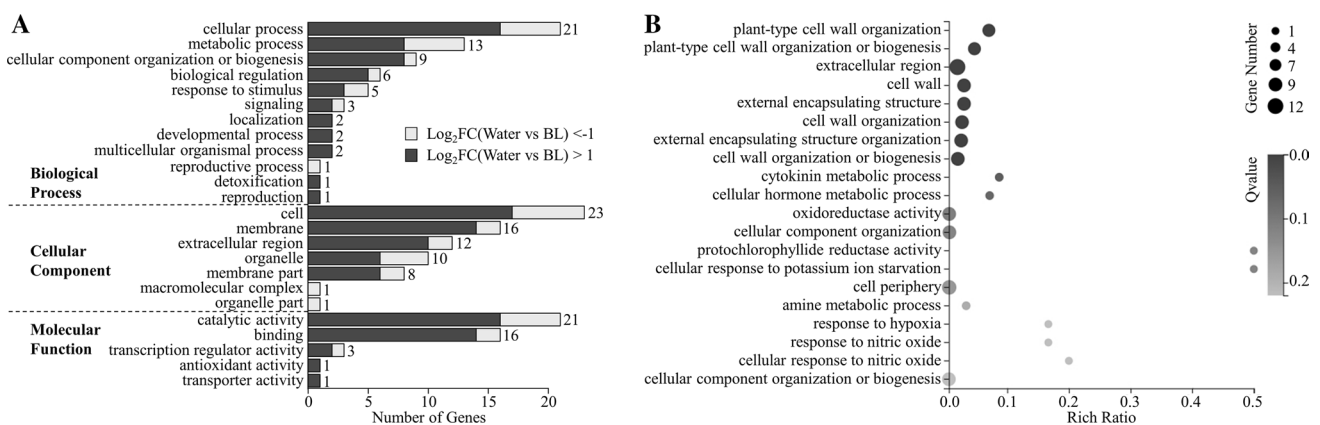 A
cellular process 21
metabolic process 13
cellular component organization or biogenesis 9
biological regulation 6
response to stimulus 5
signaling 3
localization 2
developmental process 2
multicellular organismal process 2
reproductive process 1
detoxification 1
reproduction 1
Biological
Process
Log2FC(Water vs BL) <-1
Log2FC(Water vs BL) > 1
cell 23
membrane 16
extracellular region 12
organelle 10
membrane part 8
macromolecular complex 1
organelle part 1
Cellular
Component
catalytic activity 21
binding 16
transcription regulator activity 3
antioxidant activity 1
transporter activity 1
Molecular
Function
0 5 10 15 20
Number of Genes
B
plant-type cell wall organization
plant-type cell wall organization or biogenesis
extracellular region
cell wall
external encapsulating structure
cell wall organization
external encapsulating structure organization
cell wall organization or biogenesis
cytokinin metabolic process
cellular hormone metabolic process
oxidoreductase activity
cellular component organization
protochlorophyllide reductase activity
cellular response to potassium ion starvation
cell periphery
amine metabolic process
response to hypoxia
response to nitric oxide
cellular response to nitric oxide
cellular component organization or biogenesis
0.0 0.1 0.2 0.3 0.4 0.5
Rich Ratio
Gene Number
1
4
7
9
12
Qvalue
0.0
0.1
0.2